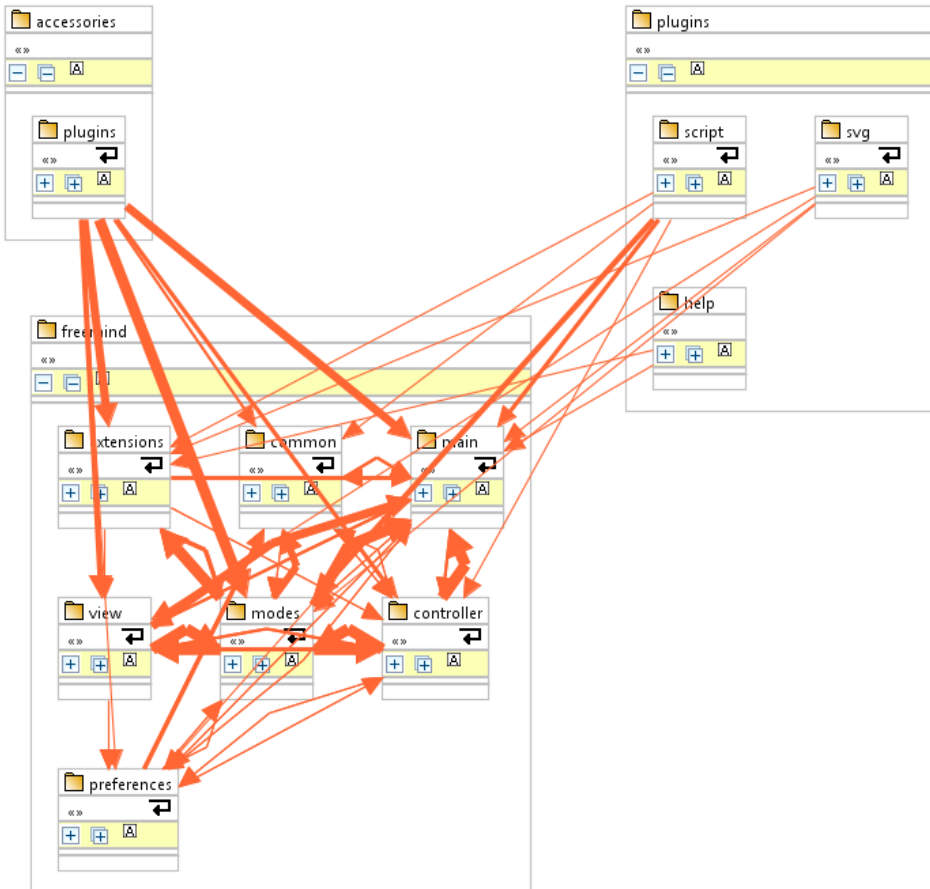 accessories
«»
A
plugins
«»
A
plugins
«»
A
script
«»
A
svg
«»
A
help
«»
A
freemind
«»
A
extensions
«»
A
common
«»
A
main
«»
A
view
«»
A
modes
«»
A
controller
«»
A
preferences
«»
A